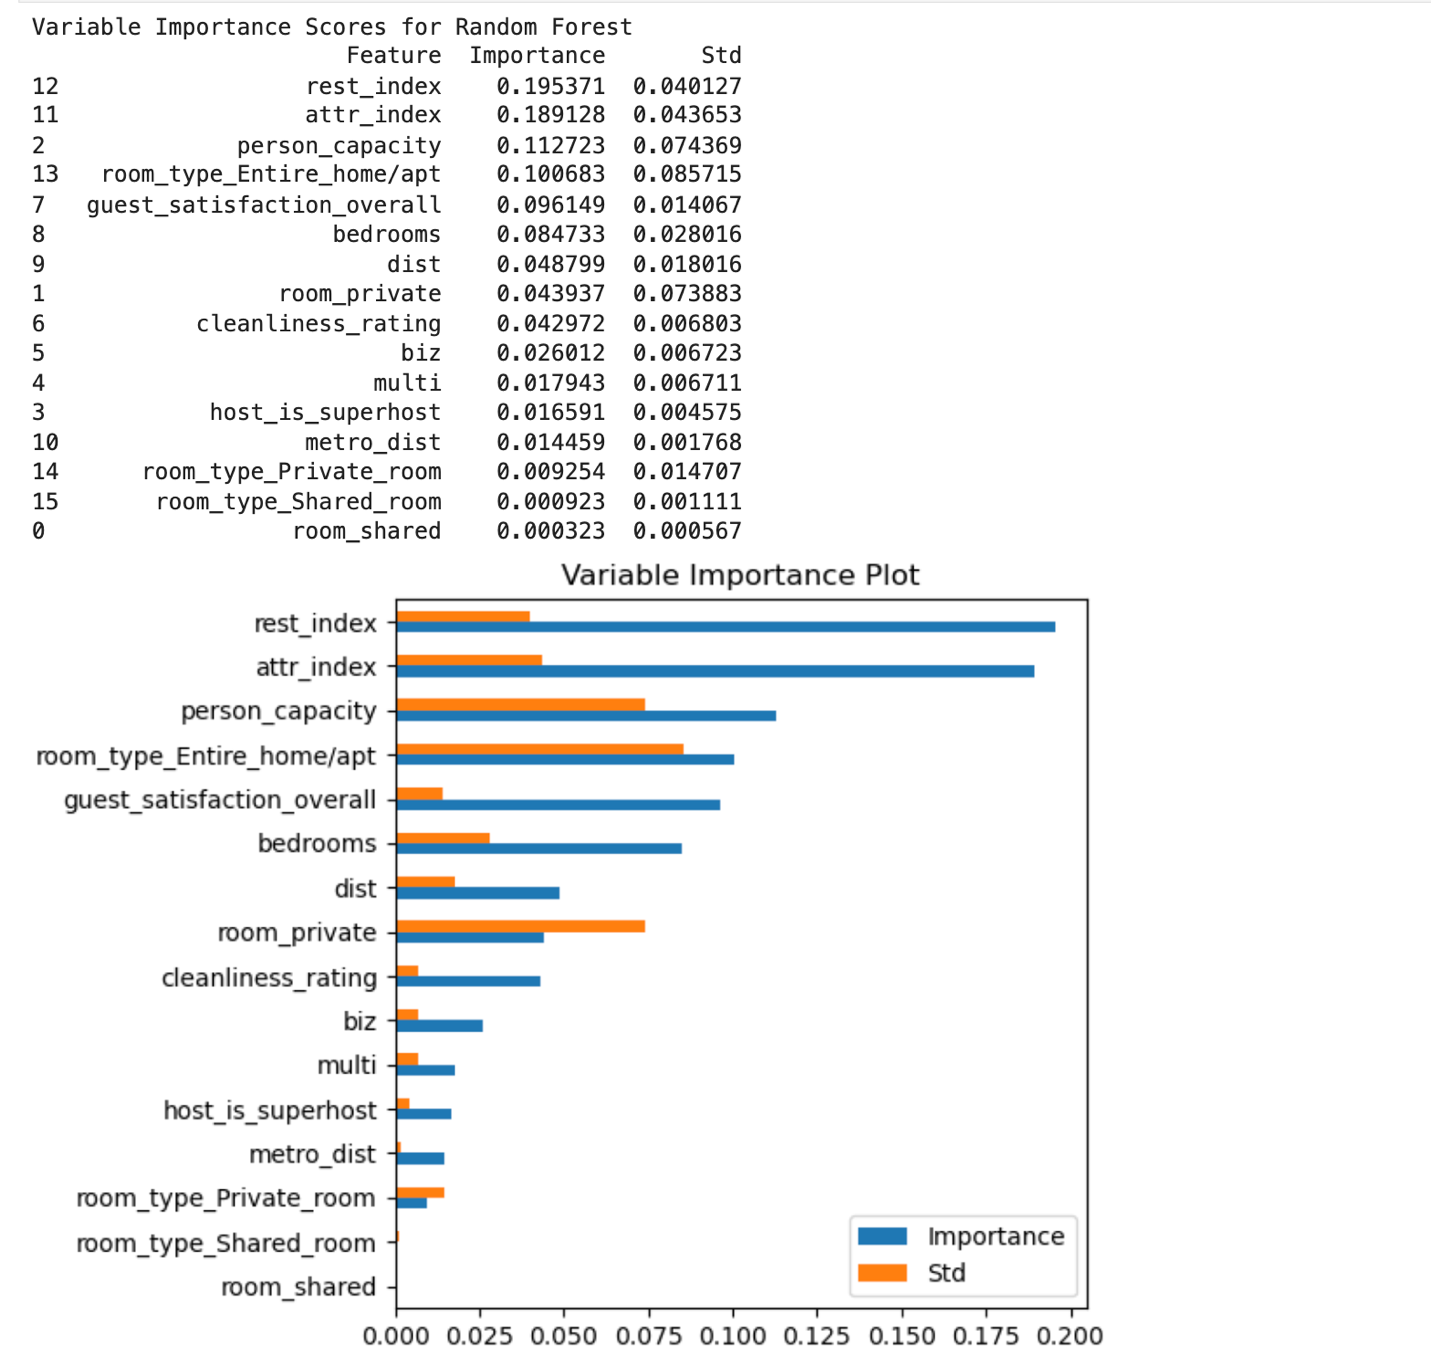 Variable Importance Scores for Random Forest
Feature Importance Std
12 rest_index 0.195371 0.040127
11 attr_index 0.189128 0.043653
2 person_capacity 0.112723 0.074369
13 room_type_Entire_home/apt 0.100683 0.085715
7 guest_satisfaction_overall 0.096149 0.014067
8 bedrooms 0.084733 0.028016
9 dist 0.048799 0.018016
1 room_private 0.043937 0.073883
6 cleanliness_rating 0.042972 0.006803
5 biz 0.026012 0.006723
4 multi 0.017943 0.006711
3 host_is_superhost 0.016591 0.004575
10 metro_dist 0.014459 0.001768
14 room_type_Private_room 0.009254 0.014707
15 room_type_Shared_room 0.000923 0.001111
0 room_shared 0.000323 0.000567
Variable Importance Plot
rest_index
attr_index
person_capacity
room_type_Entire_home/apt
guest_satisfaction_overall
bedrooms
dist
room_private
cleanliness_rating
biz
multi
host_is_superhost
metro_dist
room_type_Private_room
room_type_Shared_room
room_shared
Importance
Std
0.000 0.025 0.050 0.075 0.100 0.125 0.150 0.175 0.200